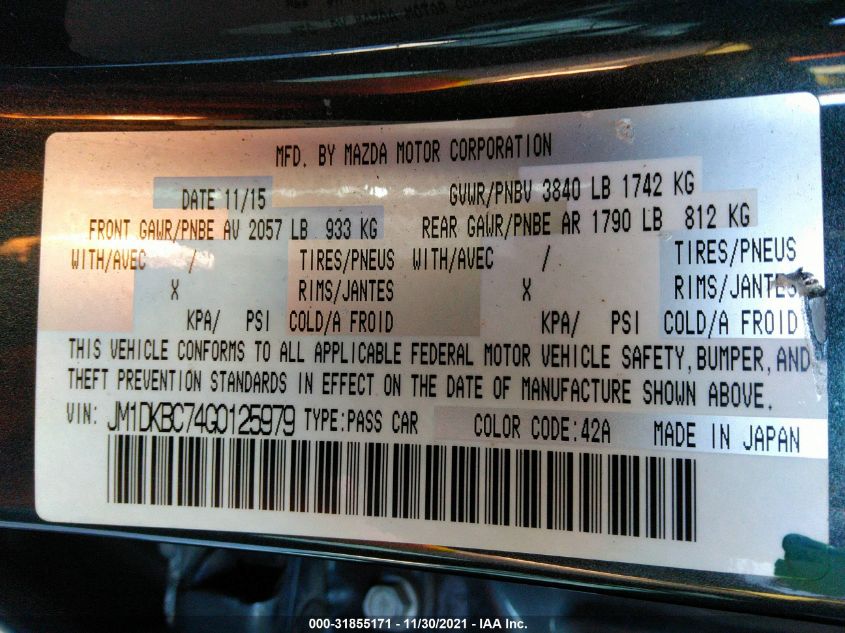 MFD. BY MAZDA MOTOR CORPORATION
DATE 11/15 GVWR/PNBV 3840 LB 1742 KG
FRONT GAWR/PNBE AV 2057 LB 933 KG REAR GAWR/PNBE AR 1790 LB 812 KG
WITH/AVEC / TIRES/PNEUS WITH/AVEC / TIRES/PNEUS
X RIMS/JANTES X RIMS/JANTES
KPA/ PSI COLD/A FROID KPA/ PSI COLD/A FROID
THIS VEHICLE CONFORMS TO ALL APPLICABLE FEDERAL MOTOR VEHICLE SAFETY, BUMPER, AND
THEFT PREVENTION STANDARDS IN EFFECT ON THE DATE OF MANUFACTURE SHOWN ABOVE.
VIN: JM1DKBC74G0125979 TYPE:PASS CAR COLOR CODE:42A MADE IN JAPAN
000-31855171 - 11/30/2021 - IAA Inc.